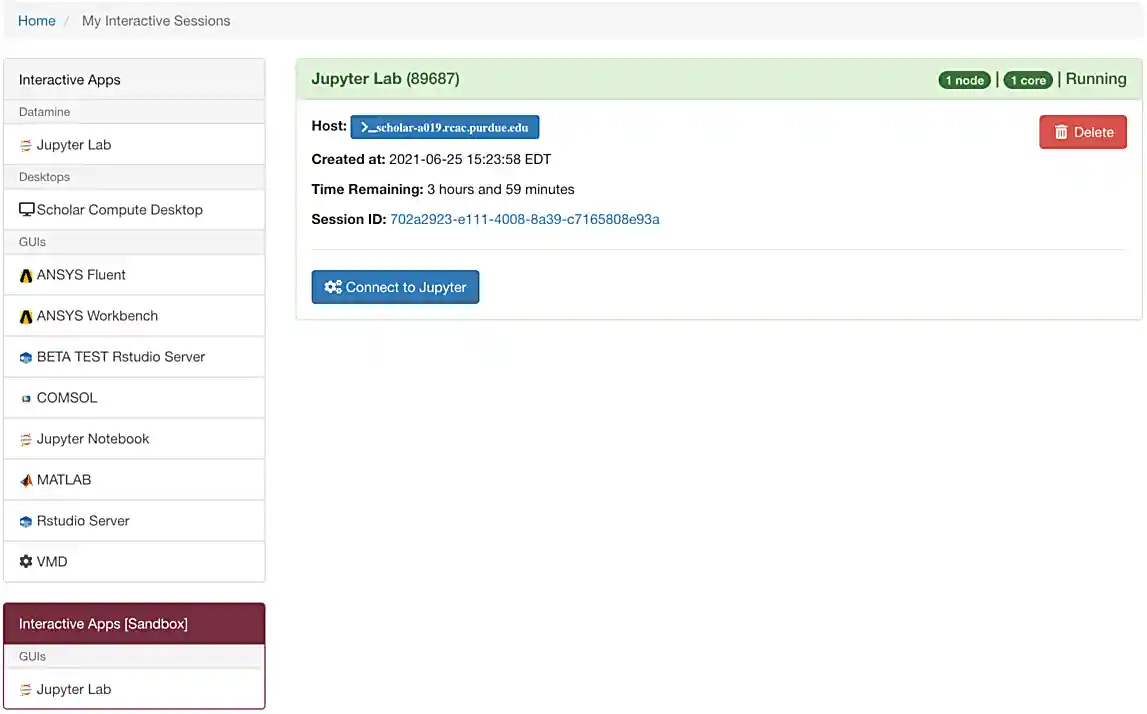 Home / My Interactive Sessions
Interactive Apps
Datamine
Jupyter Lab
Desktops
Scholar Compute Desktop
GUIs
ANSYS Fluent
ANSYS Workbench
BETA TEST Rstudio Server
COMSOL
Jupyter Notebook
MATLAB
Rstudio Server
VMD
Interactive Apps [Sandbox]
GUIs
Jupyter Lab
Jupyter Lab (89687) 1 node | 1 core | Running
Host: >_scholar-a019.rcac.purdue.edu Delete
Created at: 2021-06-25 15:23:58 EDT
Time Remaining: 3 hours and 59 minutes
Session ID: 702a2923-e111-4008-8a39-c7165808e93a
Connect to Jupyter